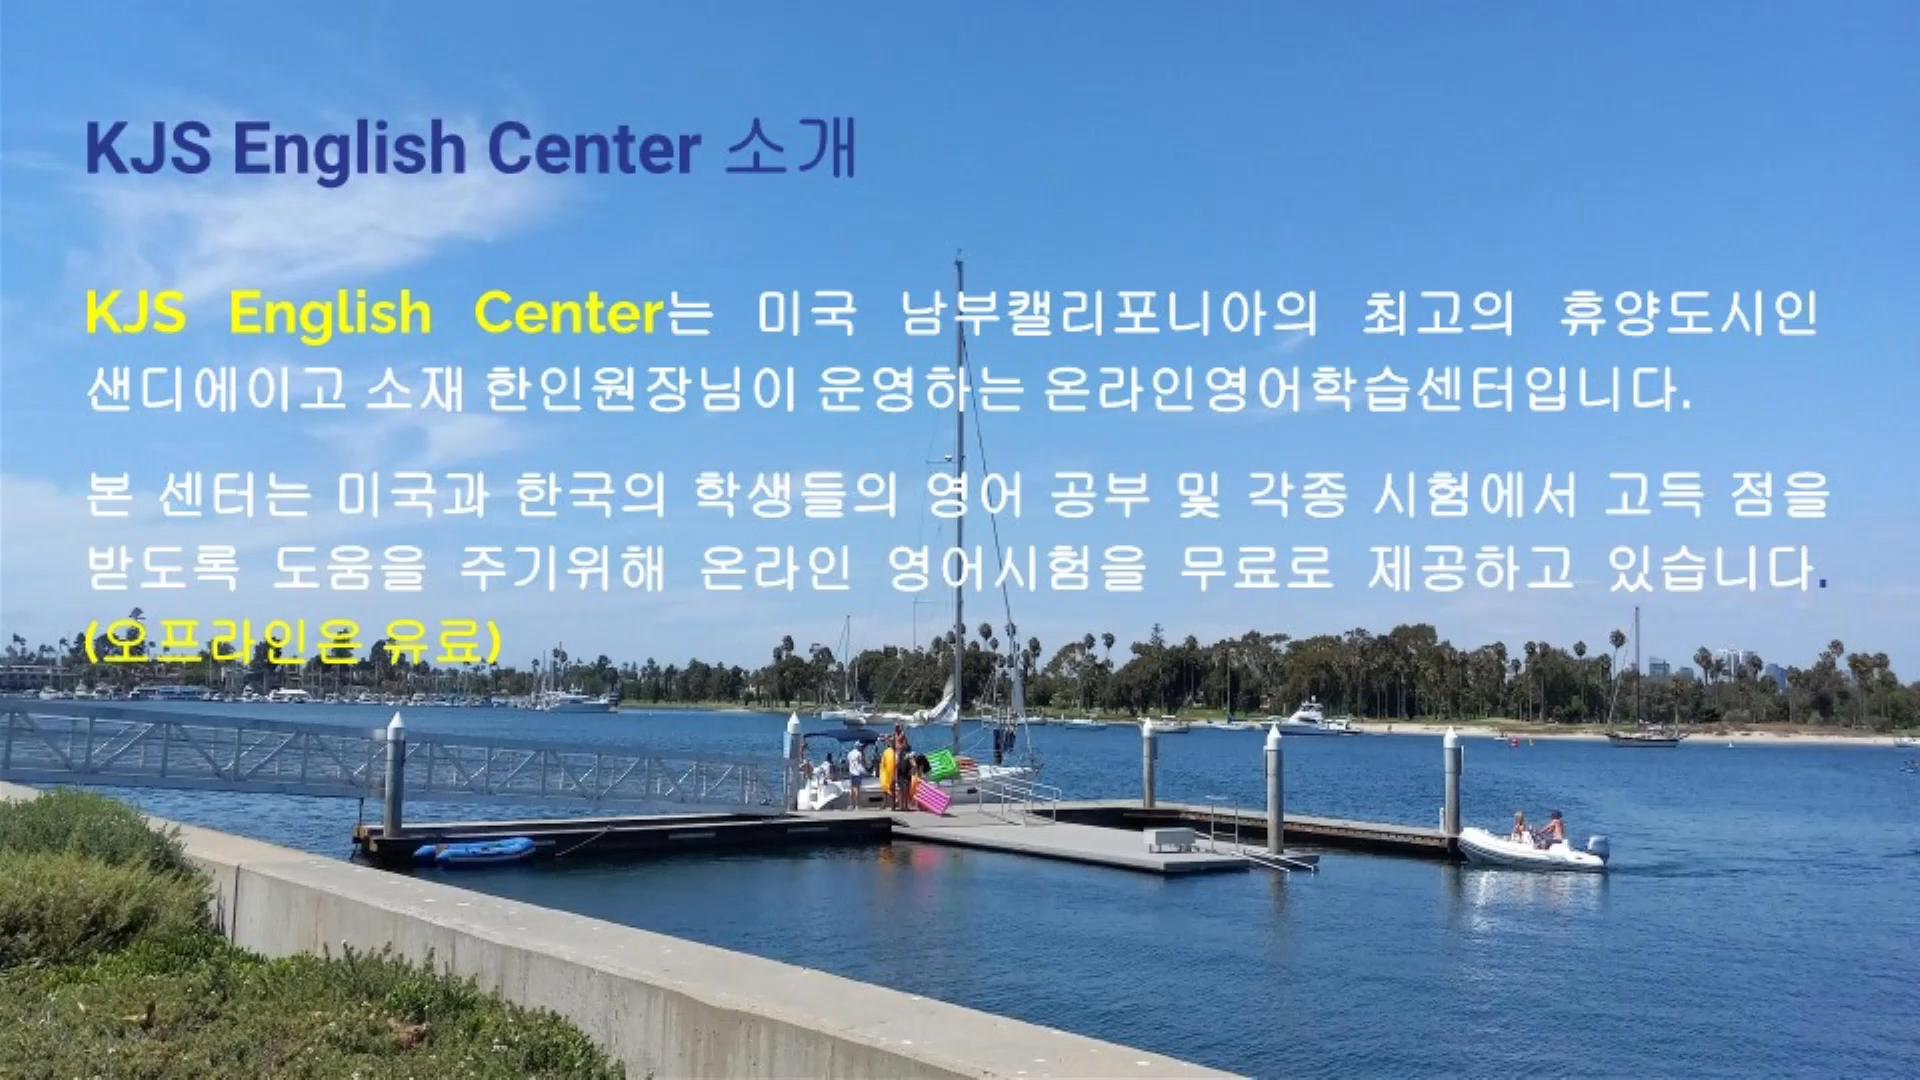 KJS English Center 소개
KJS English Center는 미국 남부캘리포니아의 최고의 휴양도시인
샌디에이고 소재 한인원장님이 운영하는 온라인영어학습센터입니다.
본 센터는 미국과 한국의 학생들의 영어 공부 및 각종 시험에서 고득 점을
받도록 도움을 주기위해 온라인 영어시험을 무료로 제공하고 있습니다.
(오프라인은 유료)